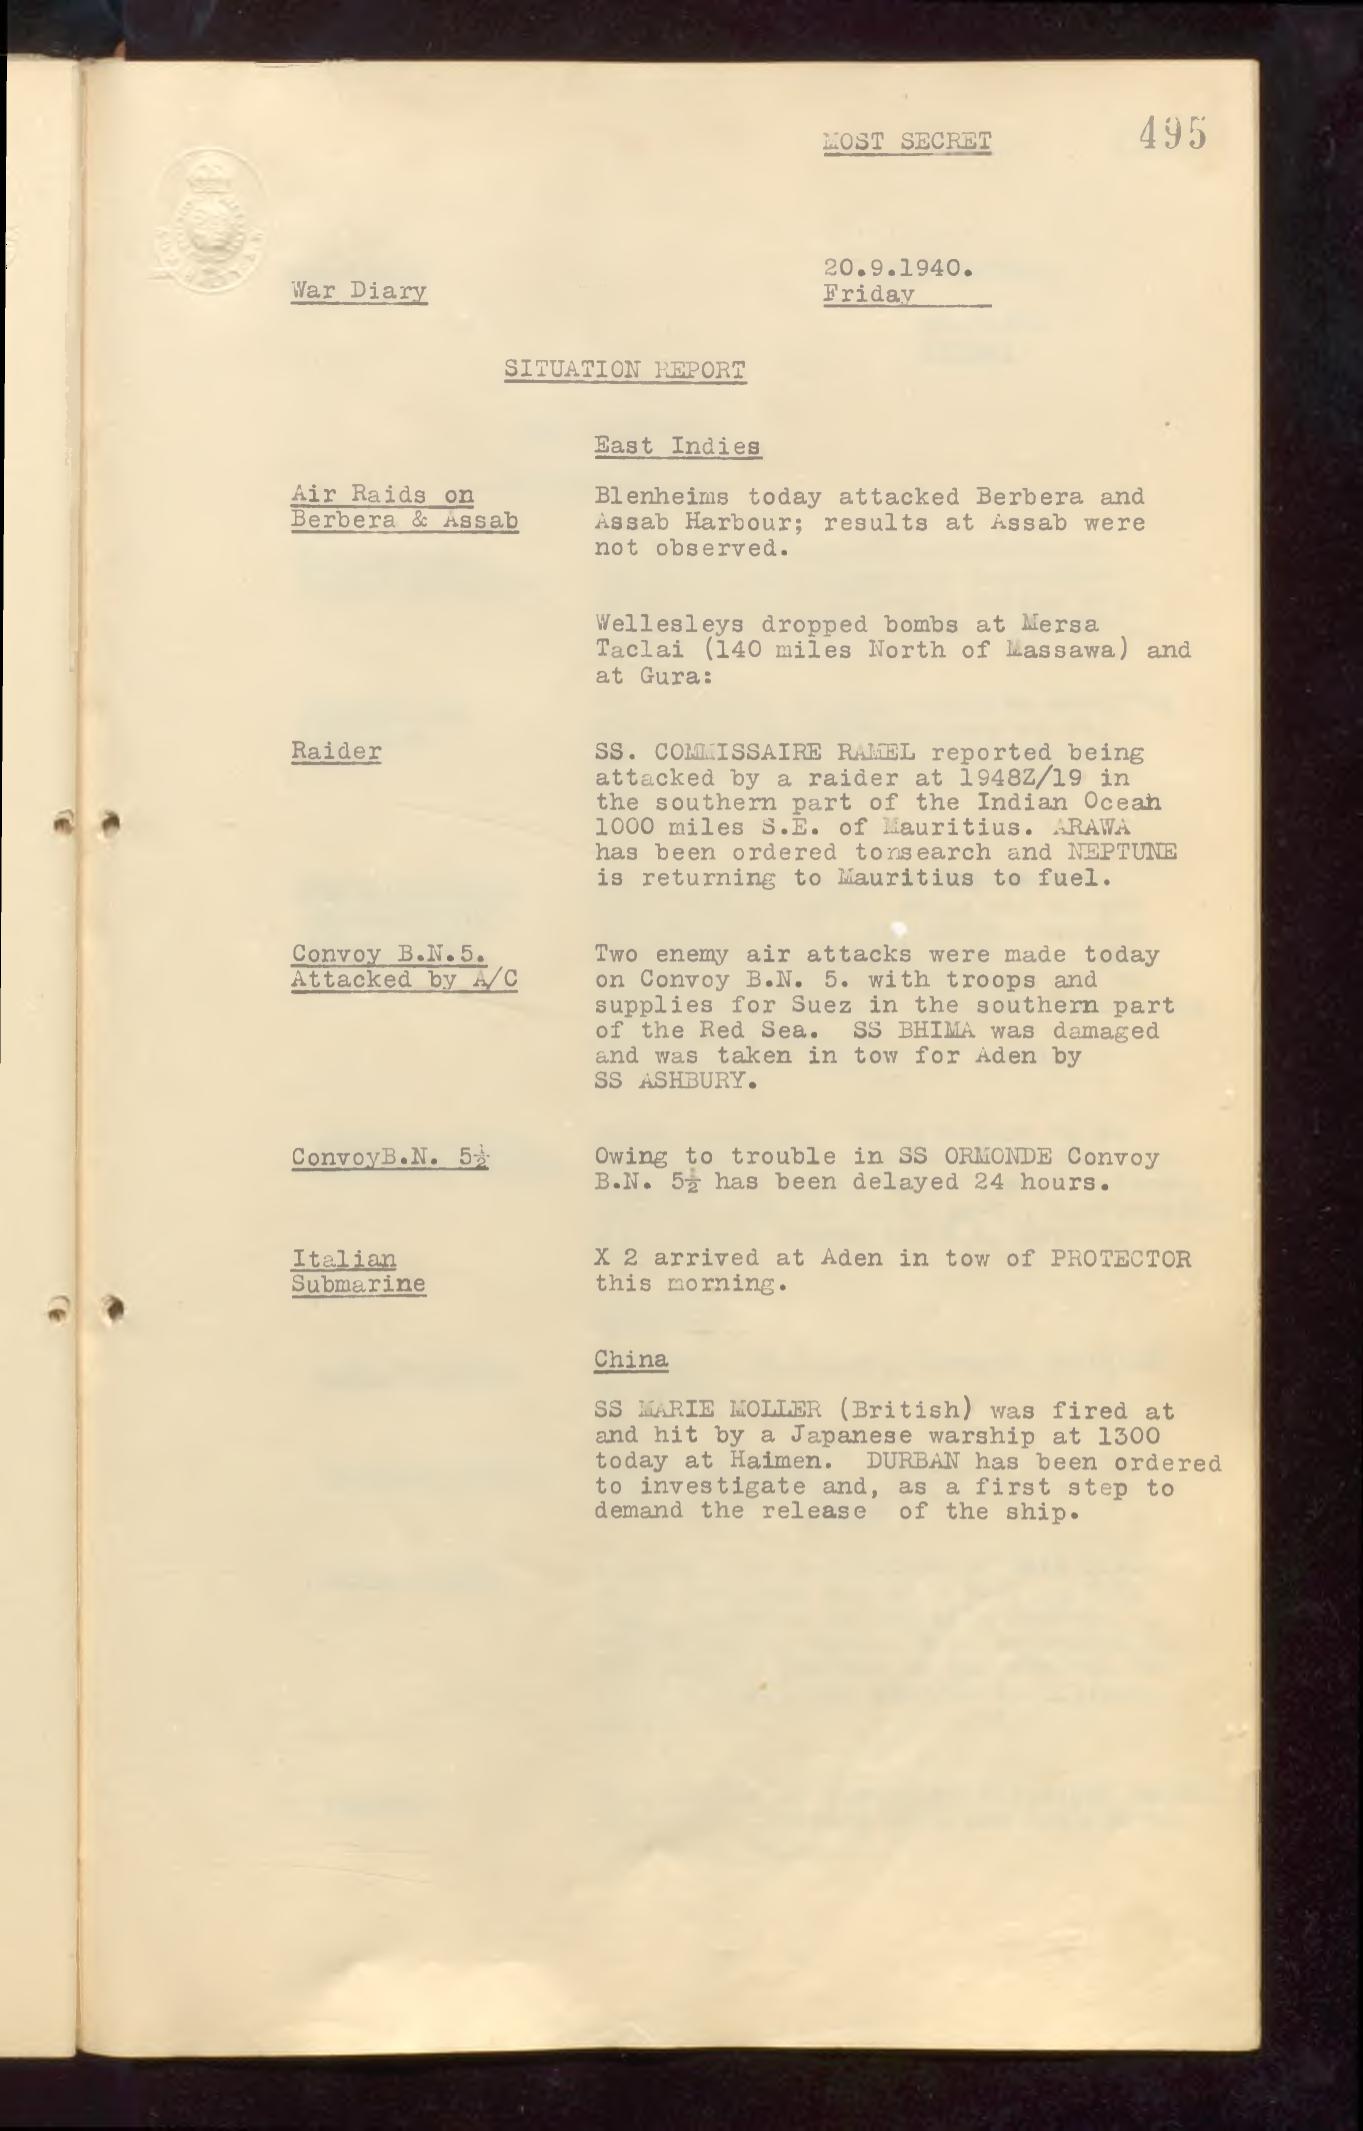 MOST SECRET
495
War Diary
20.9.1940.
Friday
SITUATION REPORT
East Indies
Air Raids on
Berbera & Assab
Blenheims today attacked Berbera and
Assab Harbour; results at Assab were
not observed.
Wellesleys dropped bombs at Mersa
Taclai (140 miles North of Massawa) and
at Gura:
Raider
SS. COMMISSAIRE RAMEL reported being
attacked by a raider at 1948Z/19 in
the southern part of the Indian Ocean
1000 miles S.E. of Mauritius. ARAWA
has been ordered tonsearch and NEPTUNE
is returning to Mauritius to fuel.
Convoy B.N.5.
Attacked by A/C
Two enemy air attacks were made today
on Convoy B.N. 5. with troops and
supplies for Suez in the southern part
of the Red Sea. SS BHIMA was damaged
and was taken in tow for Aden by
SS ASHBURY.
ConvoyB.N. 5½
Owing to trouble in SS ORMONDE Convoy
B.N. 5½ has been delayed 24 hours.
Italian
Submarine
X 2 arrived at Aden in tow of PROTECTOR
this morning.
China
SS MARIE MOLLER (British) was fired at
and hit by a Japanese warship at 1300
today at Haimen. DURBAN has been ordered
to investigate and, as a first step to
demand the release of the ship.